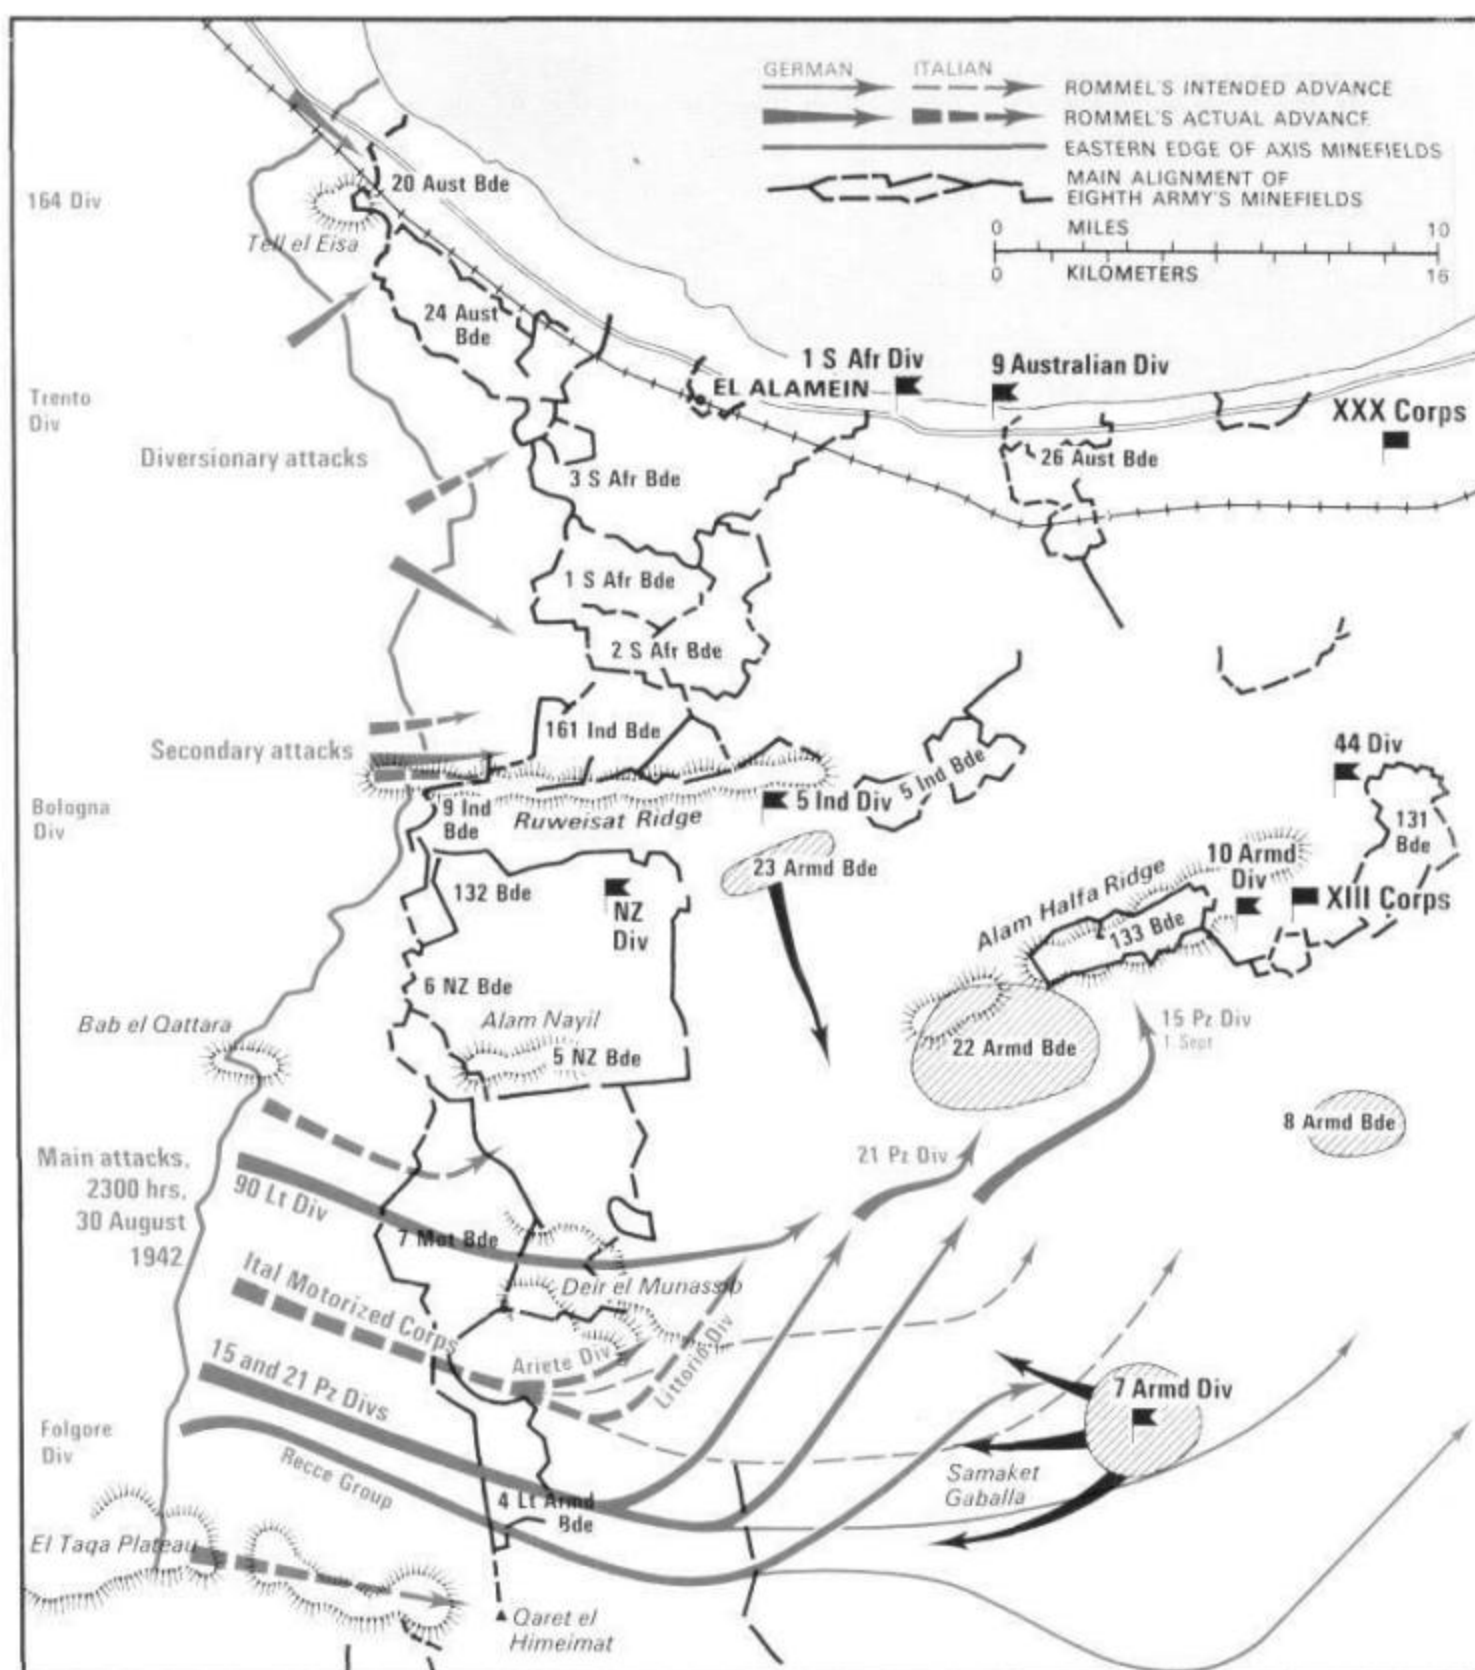 GERMAN ITALIAN
ROMMEL'S INTENDED ADVANCE
ROMMEL'S ACTUAL ADVANCE
EASTERN EDGE OF AXIS MINEFIELDS
MAIN ALIGNMENT OF
EIGHTH ARMY'S MINEFIELDS
0 MILES 10
0 KILOMETERS 16
164 Div
20 Aust Bde
Tell el Eisa
24 Aust
Bde
1 S Afr Div
9 Australian Div
EL ALAMEIN
XXX Corps
Trento
Div
Diversionary attacks
26 Aust Bde
3 S Afr Bde
1 S Afr Bde
2 S Afr Bde
161 Ind Bde
Secondary attacks
44 Div
5 Ind Bde
Bologna
Div
9 Ind
Bde
Ruweisat Ridge
5 Ind Div
131
Bde
23 Armd Bde
10 Armd
Div
Alam Halfa Ridge
132 Bde
NZ
Div
133 Bde
XIII Corps
6 NZ Bde
Bab el Qattara
Alam Nayil
5 NZ Bde
22 Armd Bde
15 Pz Div
1 Sept
8 Armd Bde
Main attacks,
2300 hrs,
30 August
1942
90 Lt Div
21 Pz Div
7 Mot Bde
Ital Motorized Corps
Deir el Munassib
Ariete Div
Littorio Div
15 and 21 Pz Divs
7 Armd Div
Folgore
Div
Recce Group
Samaket
Gaballa
4 Lt Armd
Bde
El Taqa Plateau
Qaret el
Himeimat